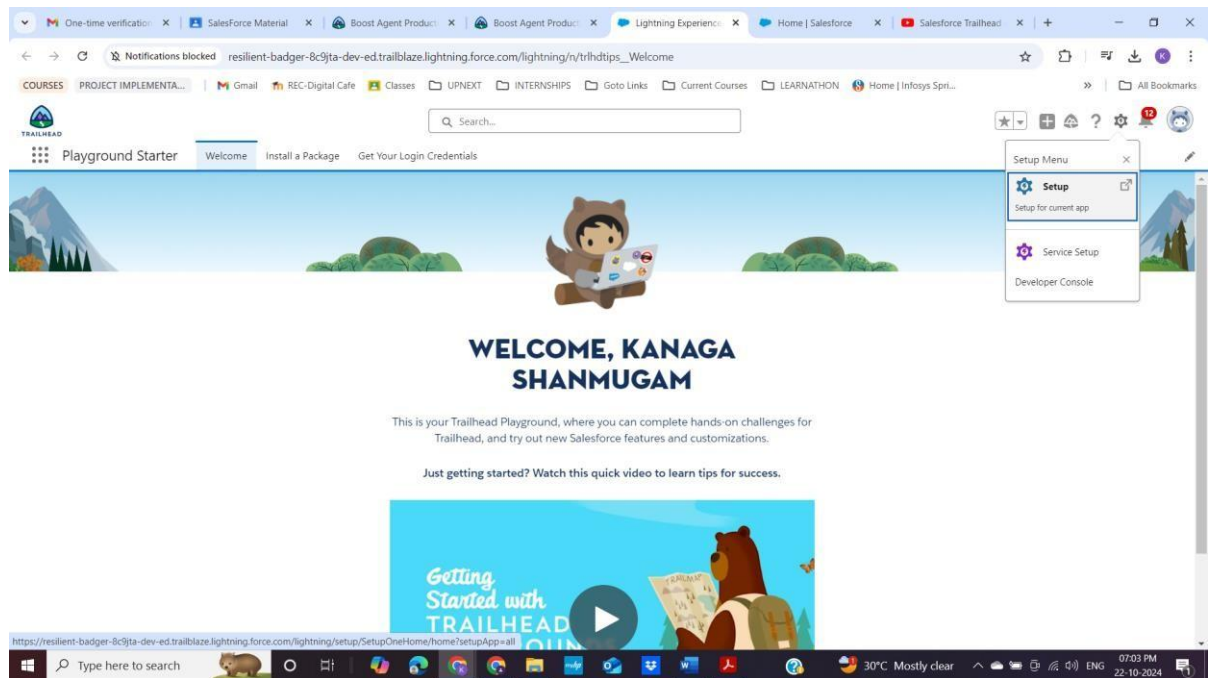 One-time verification
SalesForce Material
Boost Agent Product
Boost Agent Product
Lightning Experience
Home | Salesforce
Salesforce Trailhead
Notifications blocked
resilient-badger-8c9jta-dev-ed.trailblaze.lightning.force.com/lightning/n/trlhdtips__Welcome
K
COURSES
PROJECT IMPLEMENTA...
Gmail
REC-Digital Cafe
Classes
UPNEXT
INTERNSHIPS
Goto Links
Current Courses
LEARNATHON
Home | Infosys Spri...
»
All Bookmarks
TRAILHEAD
Search...
12
Playground Starter
Welcome
Install a Package
Get Your Login Credentials
Setup Menu
Setup
Setup for current app
Service Setup
Developer Console
WELCOME, KANAGA
SHANMUGAM
This is your Trailhead Playground, where you can complete hands-on challenges for
Trailhead, and try out new Salesforce features and customizations.
Just getting started? Watch this quick video to learn tips for success.
Getting
Started with
TRAILHEAD
TRAILMAP
https://resilient-badger-8c9jta-dev-ed.trailblaze.lightning.force.com/lightning/setup/SetupOneHome/home?setupApp=all
Type here to search
30°C Mostly clear
ENG
07:03 PM
22-10-2024